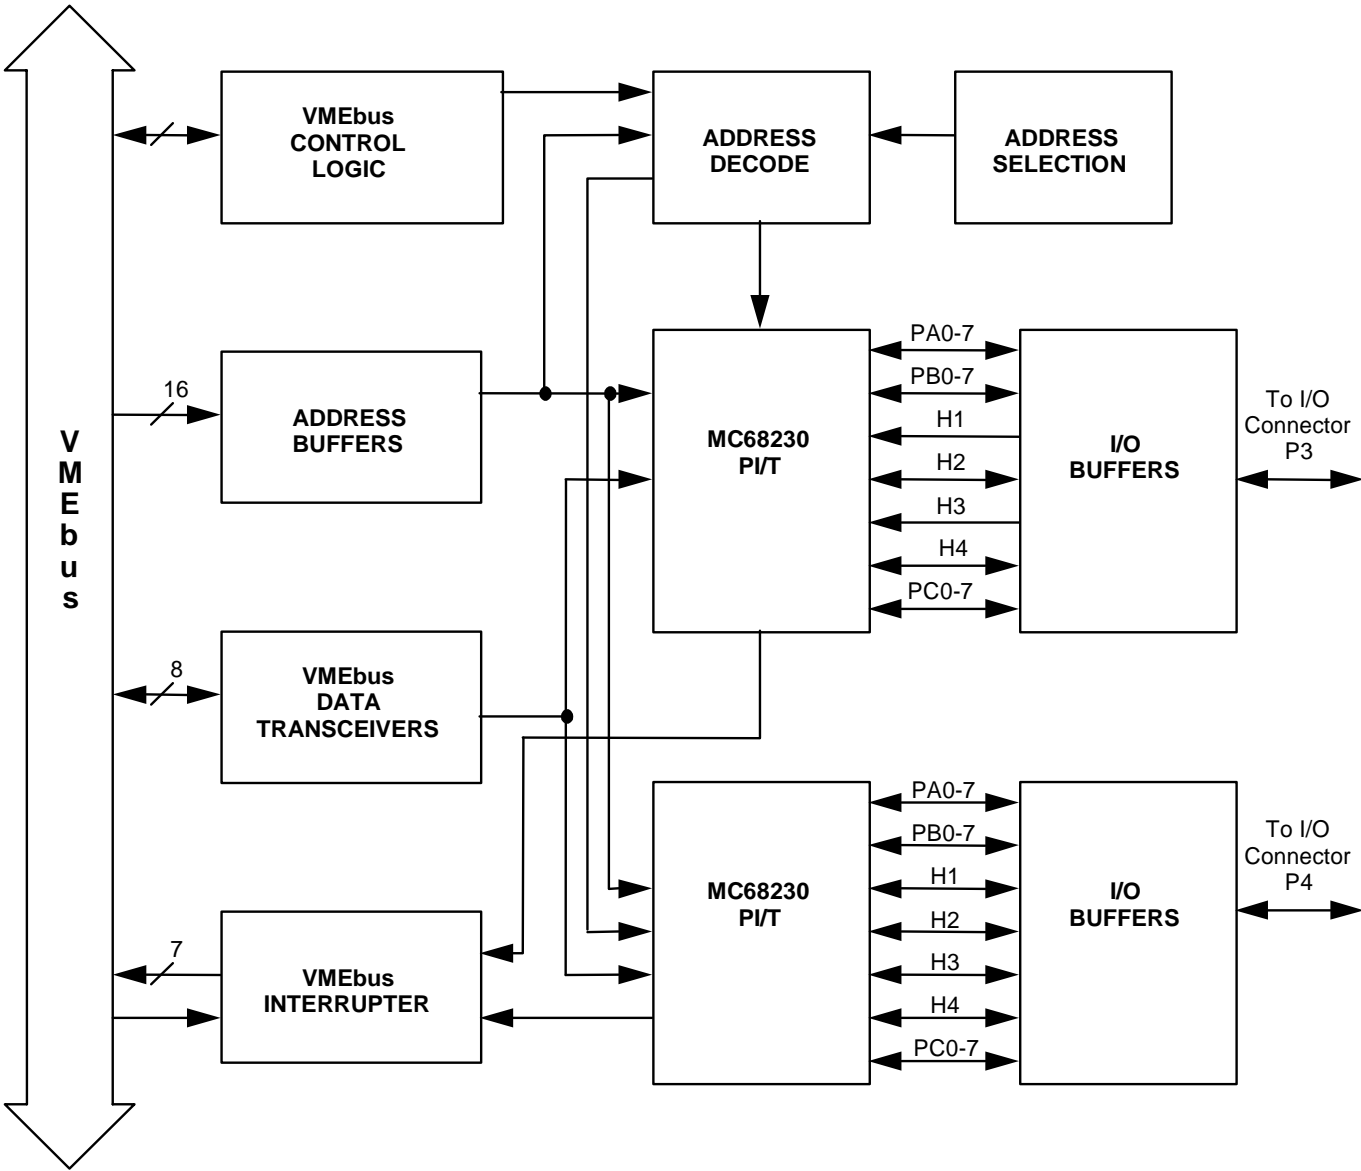 VMEbus
VMEbus
CONTROL
LOGIC
ADDRESS
DECODE
ADDRESS
SELECTION
16
ADDRESS
BUFFERS
MC68230
PI/T
PA0-7
PB0-7
H1
H2
H3
H4
PC0-7
I/O
BUFFERS
To I/O
Connector
P3
8
VMEbus
DATA
TRANSCEIVERS
7
VMEbus
INTERRUPTER
MC68230
PI/T
PA0-7
PB0-7
H1
H2
H3
H4
PC0-7
I/O
BUFFERS
To I/O
Connector
P4